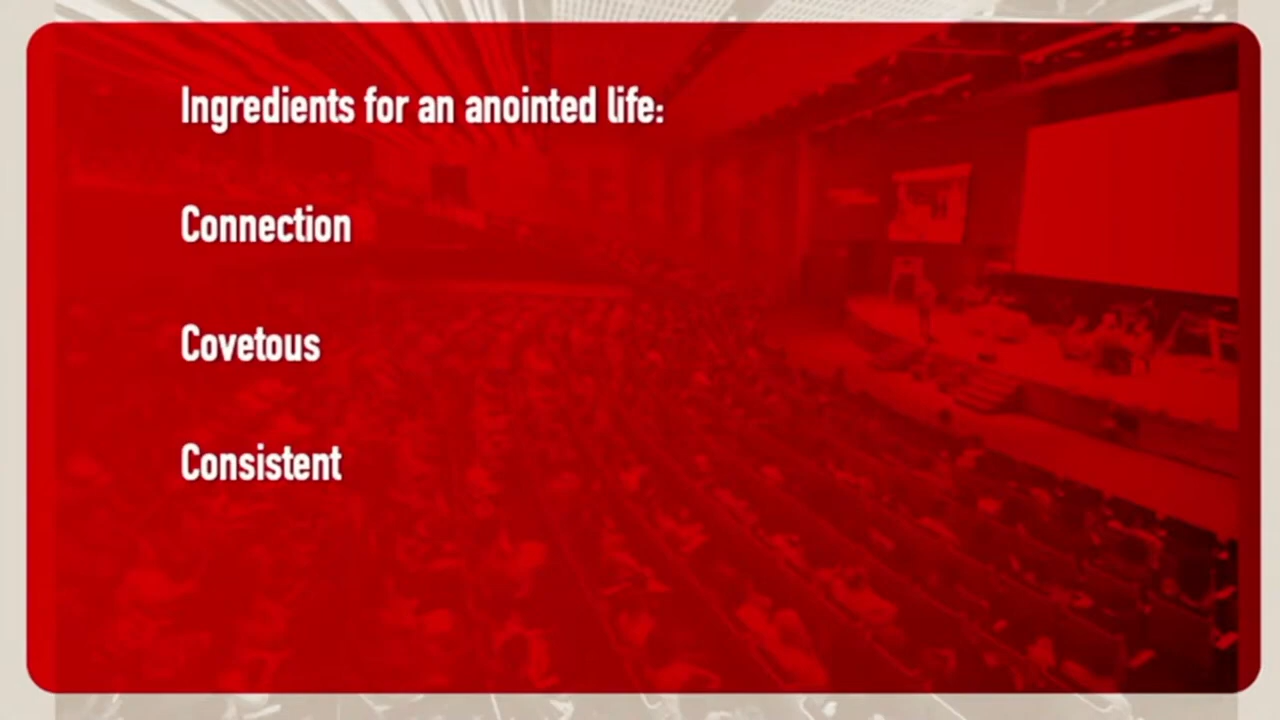 Ingredients for an anointed life:
Connection
Covetous
Consistent